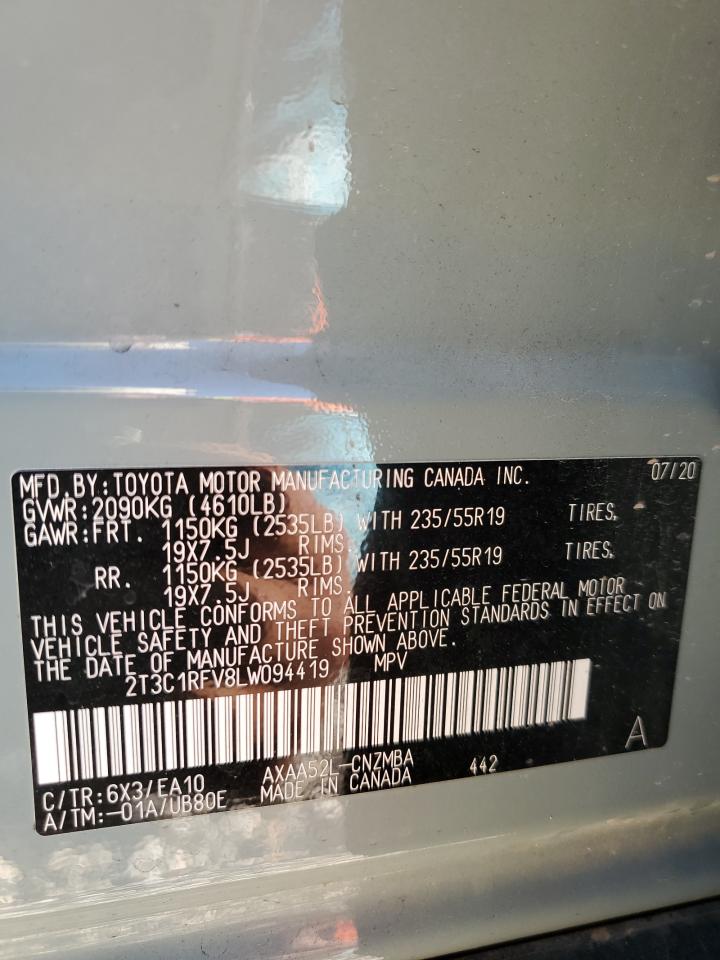 MFD.BY:TOYOTA MOTOR MANUFACTURING CANADA INC. 07/20
GVWR:2090KG (4610LB)
GAWR:FRT. 1150KG (2535LB) WITH 235/55R19 TIRES,
19X7.5J RIMS.
RR. 1150KG (2535LB) WITH 235/55R19 TIRES,
19X7.5J RIMS.
THIS VEHICLE CONFORMS TO ALL APPLICABLE FEDERAL MOTOR
VEHICLE SAFETY AND THEFT PREVENTION STANDARDS IN EFFECT ON
THE DATE OF MANUFACTURE SHOWN ABOVE.
2T3C1RFV8LW094419 MPV
A
C/TR:6X3/EA10 AXAA52L-CNZMBA 442
A/TM:-01A/UB80E MADE IN CANADA